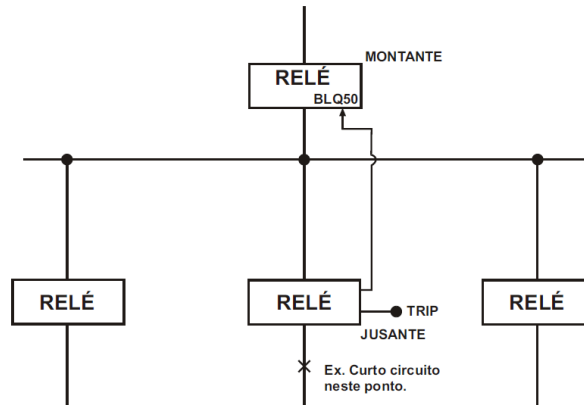 MONTANTE
RELÉ
BLQ50
RELÉ
RELÉ
RELÉ
TRIP
JUSANTE
Ex. Curto circuito
neste ponto.